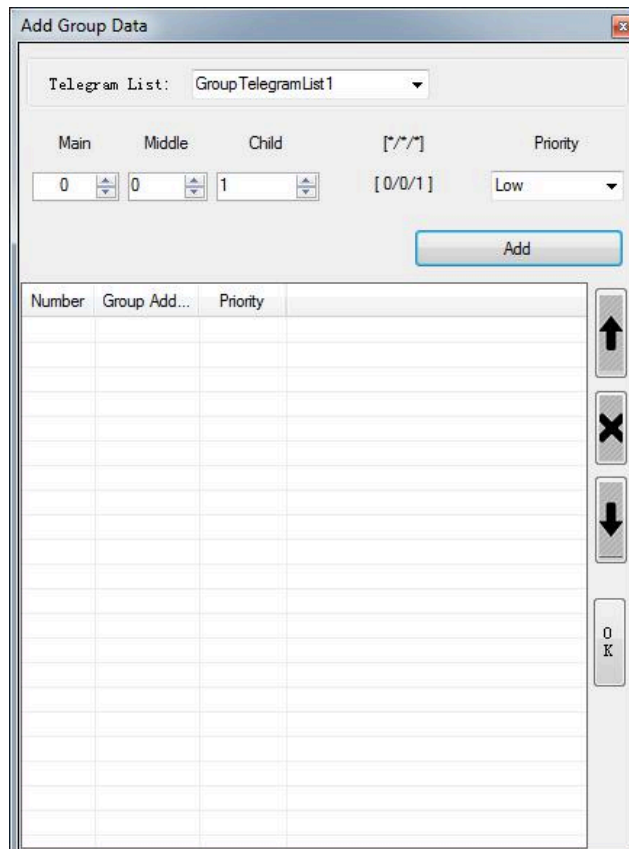 Add Group Data
Telegram List: GroupTelegramList1
Main Middle Child [*/*/*] Priority
0 0 1 [ 0/0/1 ] Low
Add
Number Group Add... Priority
O
K